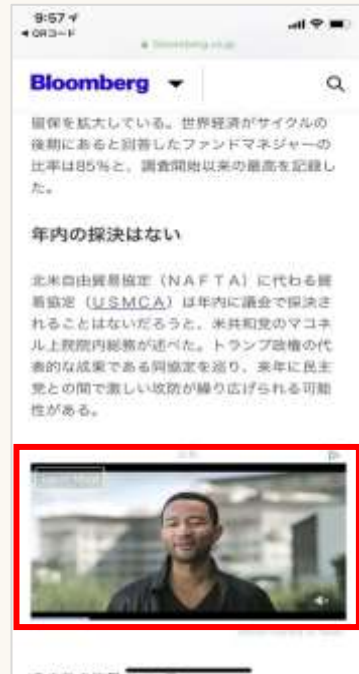 9:57
QRコード
Bloomberg
留保を拡大している。世界経済がサイクルの
後期にあると回答したファンドマネジャーの
比率は85%と、調査開始以来の最高を記録し
た。
年内の採決はない
北米自由貿易協定(NAFTA)に代わる貿
易協定(USMCA)は年内に議会で採決さ
れることはないだろうと、米共和党のマコネ
ル上院院内総務が述べた。トランプ政権の代
表的な成果である同協定を巡り、来年に民主
党との間で激しい攻防が繰り広げられる可能
性がある。